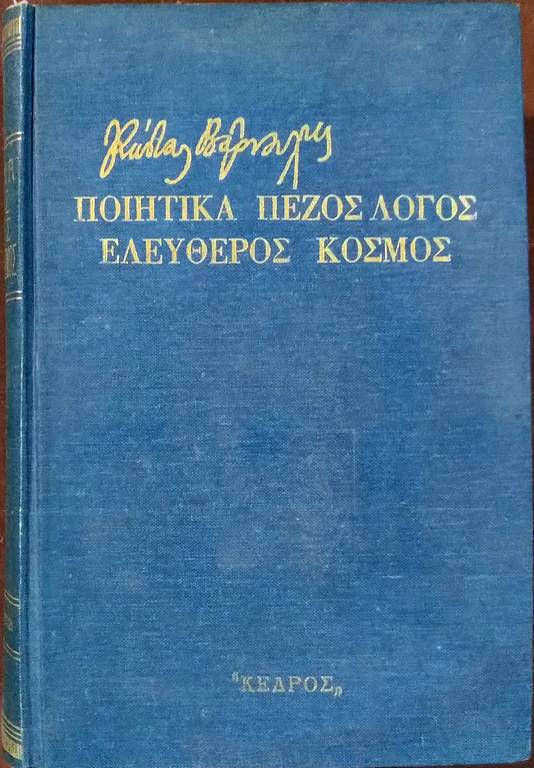 Κώστας Βάρναλης
ΠΟΙΗΤΙΚΑ ΠΕΖΟΣ ΛΟΓΟΣ
ΕΛΕΥΘΕΡΟΣ ΚΟΣΜΟΣ
“ΚΕΔΡΟΣ„